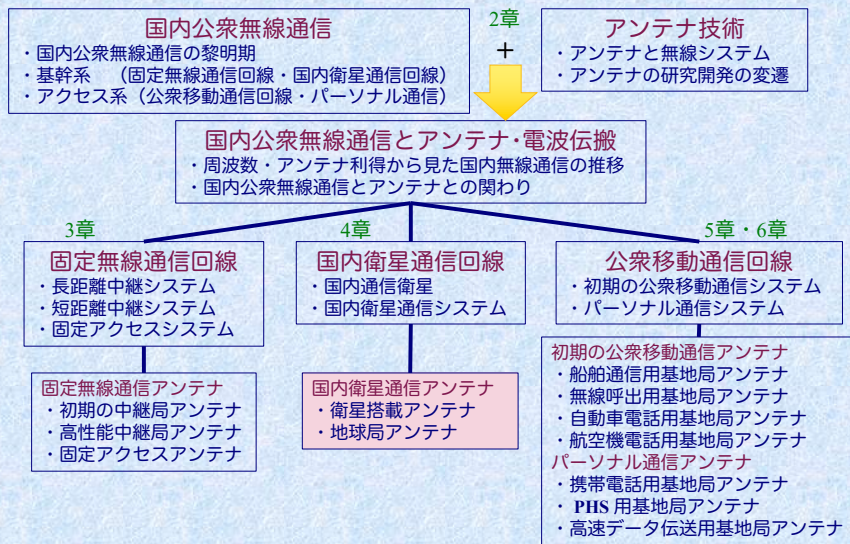 国内公衆無線通信
・国内公衆無線通信の黎明期
・基幹系 (固定無線通信回線・国内衛星通信回線)
・アクセス系(公衆移動通信回線・パーソナル通信)
2章
+
アンテナ技術
・アンテナと無線システム
・アンテナの研究開発の変遷
国内公衆無線通信とアンテナ・電波伝搬
・周波数・アンテナ利得から見た国内無線通信の推移
・国内公衆無線通信とアンテナとの関わり
3章
固定無線通信回線
・長距離中継システム
・短距離中継システム
・固定アクセスシステム
固定無線通信アンテナ
・初期の中継局アンテナ
・高性能中継局アンテナ
・固定アクセスアンテナ
4章
国内衛星通信回線
・国内通信衛星
・国内衛星通信システム
国内衛星通信アンテナ
・衛星搭載アンテナ
・地球局アンテナ
5章・6章
公衆移動通信回線
・初期の公衆移動通信システム
・パーソナル通信システム
初期の公衆移動通信アンテナ
・船舶通信用基地局アンテナ
・無線呼出用基地局アンテナ
・自動車電話用基地局アンテナ
・航空機電話用基地局アンテナ
パーソナル通信アンテナ
・携帯電話用基地局アンテナ
・PHS用基地局アンテナ
・高速データ伝送用基地局アンテナ